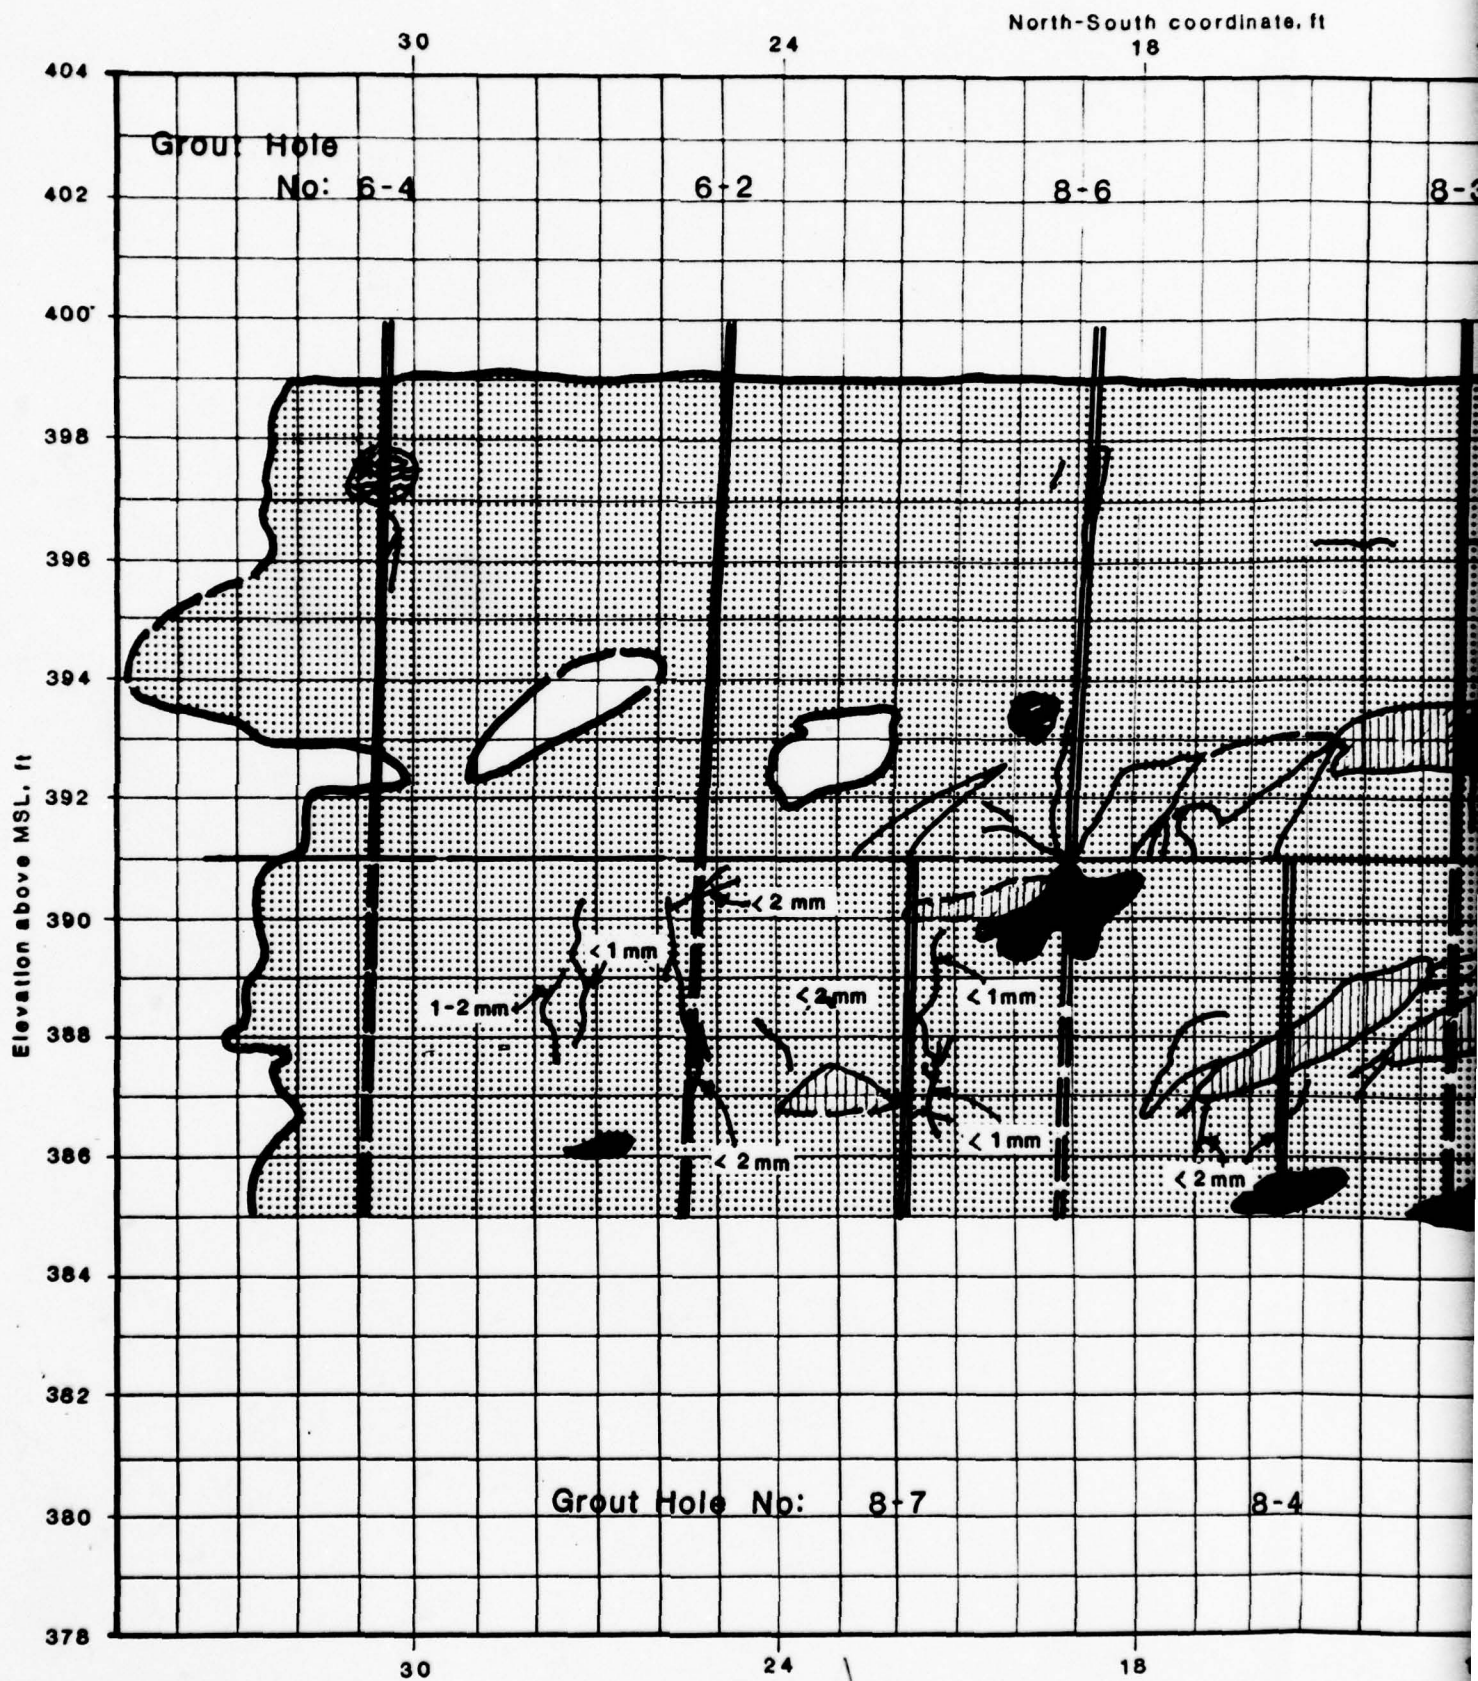 North-South coordinate, ft
30 24 18
404
Grout Hole
No: 6-4 6-2 8-6 8-3
402
400
398
396
394
392
390
388
386
384
382
380
378
Elevation above MSL, ft
< 2 mm
< 1 mm
1-2 mm
< 2 mm
< 1 mm
< 1 mm
< 2 mm
< 2 mm
Grout Hole No: 8-7 8-4
30 24 18